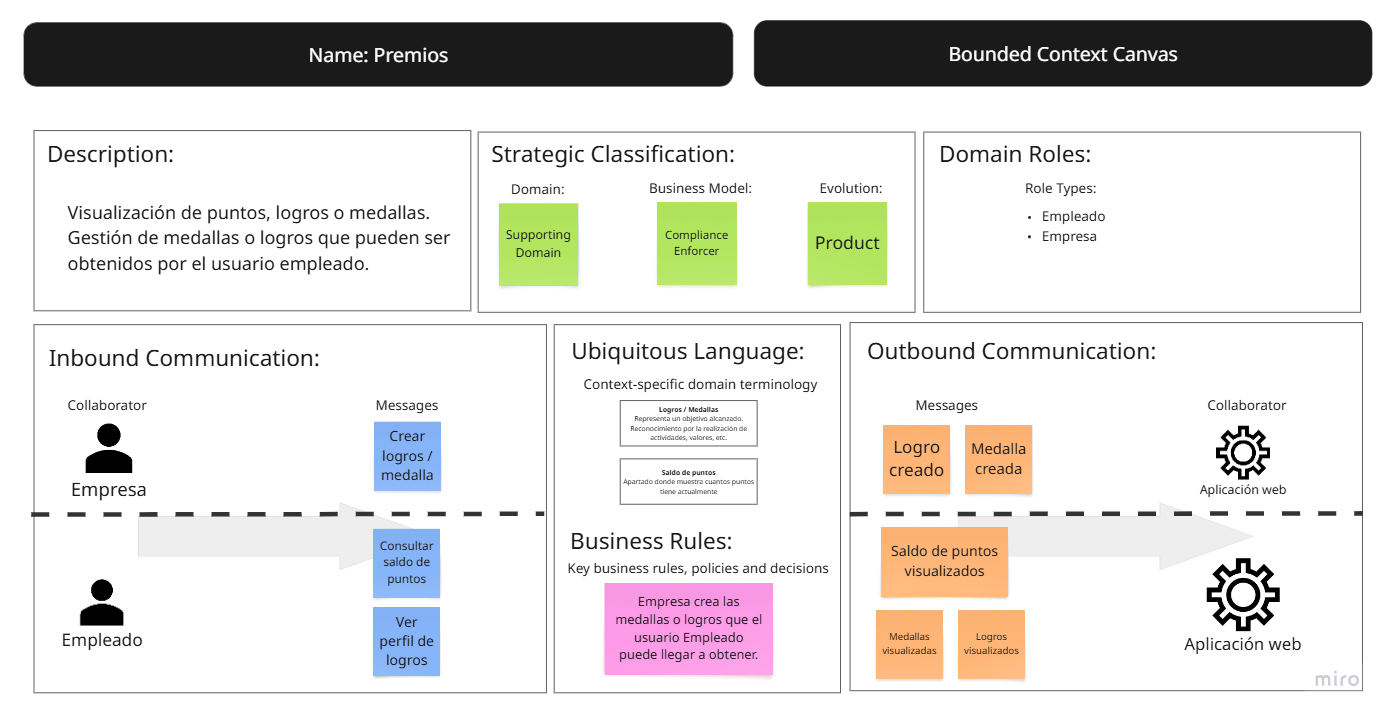 Name: Premios
Bounded Context Canvas
Description:
Visualización de puntos, logros o medallas.
Gestión de medallas o logros que pueden ser
obtenidos por el usuario empleado.
Strategic Classification:
Domain:
Supporting
Domain
Business Model:
Compliance
Enforcer
Evolution:
Product
Domain Roles:
Role Types:
• Empleado
• Empresa
Inbound Communication:
Collaborator
Messages
Empresa
Crear
logros /
medalla
Empleado
Consultar
saldo de
puntos
Ver
perfil de
logros
Ubiquitous Language:
Context-specific domain terminology
Logros / Medallas
Representa un objetivo alcanzado.
Reconocimiento por la realización de
actividades, valores, etc.
Saldo de puntos
Apartado donde muestra cuantos puntos
tiene actualmente
Business Rules:
Key business rules, policies and decisions
Empresa crea las
medallas o logros que el
usuario Empleado
puede llegar a obtener.
Outbound Communication:
Messages
Collaborator
Logro
creado
Medalla
creada
Aplicación web
Saldo de puntos
visualizados
Medallas
visualizadas
Logros
visualizados
Aplicación web
miro